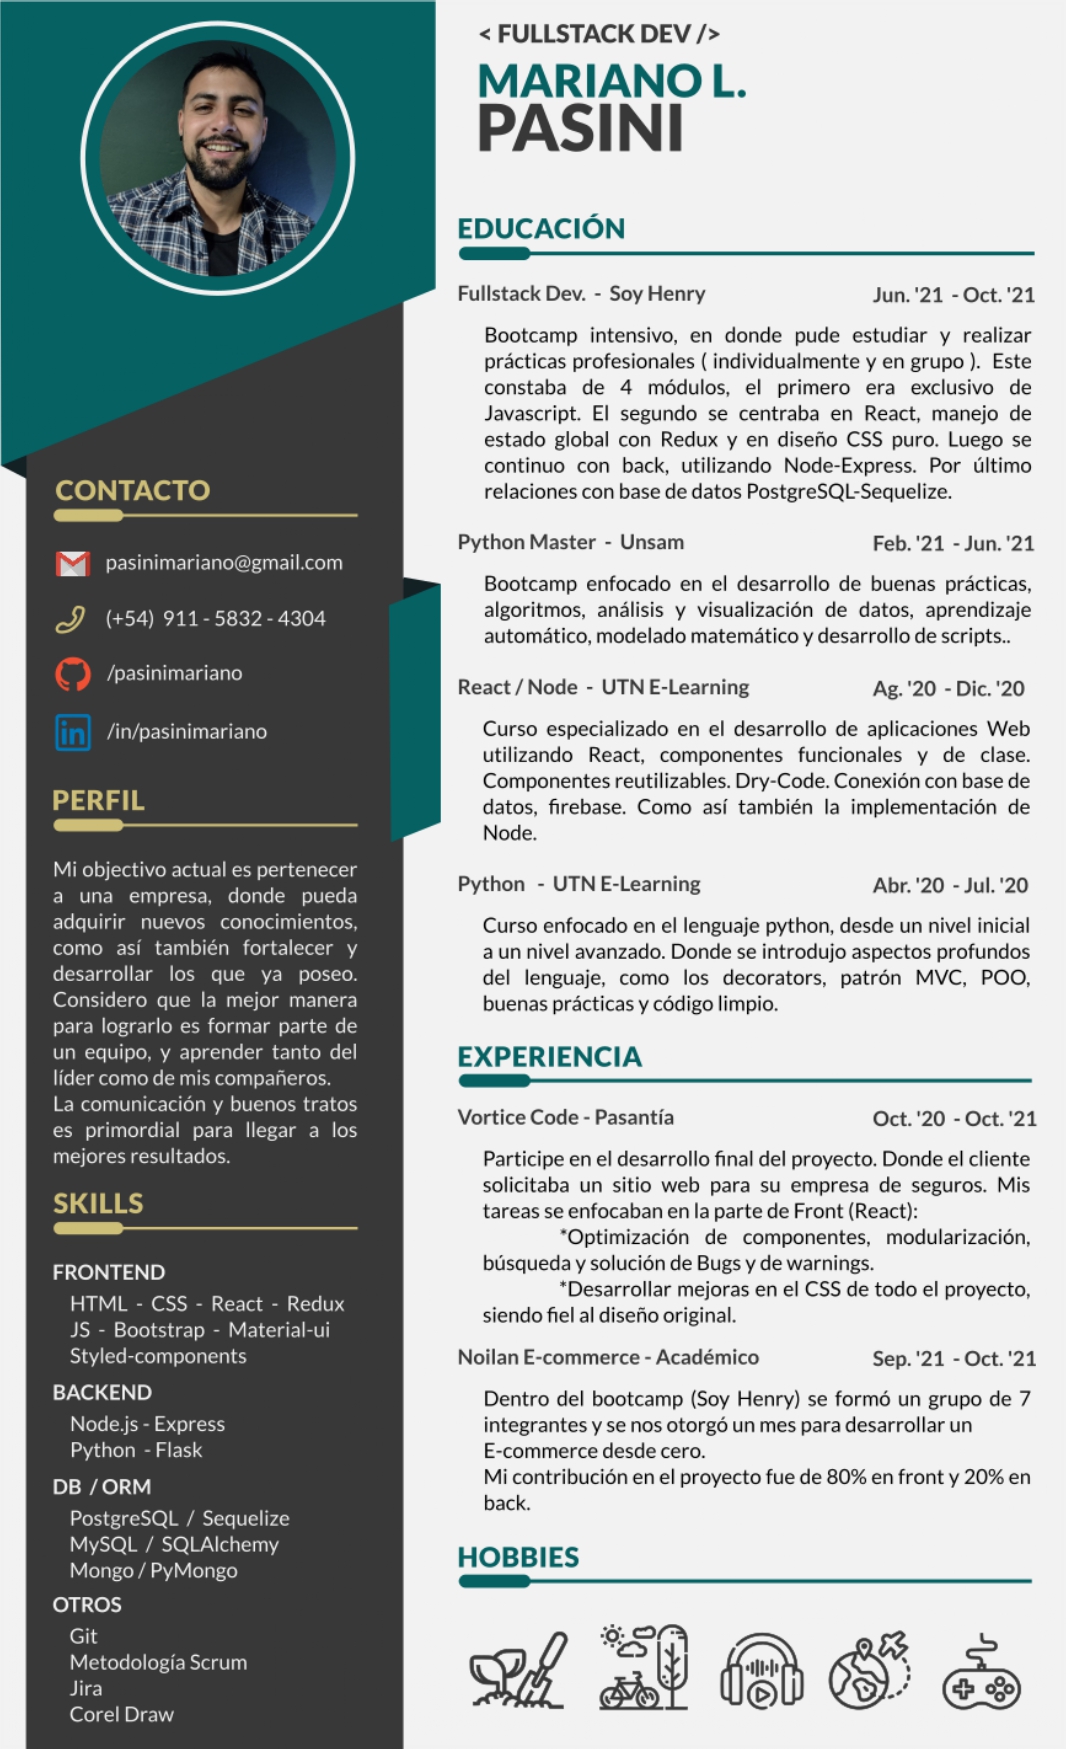 < FULLSTACK DEV />
MARIANO L.
PASINI
CONTACTO
pasinimariano@gmail.com
(+54) 911 - 5832 - 4304
/pasinimariano
in /in/pasinimariano
PERFIL
Mi objectivo actual es pertenecer
a una empresa, donde pueda
adquirir nuevos conocimientos,
como así también fortalecer y
desarrollar los que ya poseo.
Considero que la mejor manera
para lograrlo es formar parte de
un equipo, y aprender tanto del
líder como de mis compañeros.
La comunicación y buenos tratos
es primordial para llegar a los
mejores resultados.
SKILLS
FRONTEND
HTML - CSS - React - Redux
JS - Bootstrap - Material-ui
Styled-components
BACKEND
Node.js - Express
Python - Flask
DB / ORM
PostgreSQL / Sequelize
MySQL / SQLAlchemy
Mongo / PyMongo
OTROS
Git
Metodología Scrum
Jira
Corel Draw
EDUCACIÓN
Fullstack Dev. - Soy Henry Jun. '21 - Oct. '21
Bootcamp intensivo, en donde pude estudiar y realizar
prácticas profesionales ( individualmente y en grupo ). Este
constaba de 4 módulos, el primero era exclusivo de
Javascript. El segundo se centraba en React, manejo de
estado global con Redux y en diseño CSS puro. Luego se
continuo con back, utilizando Node-Express. Por último
relaciones con base de datos PostgreSQL-Sequelize.
Python Master - Unsam Feb. '21 - Jun. '21
Bootcamp enfocado en el desarrollo de buenas prácticas,
algoritmos, análisis y visualización de datos, aprendizaje
automático, modelado matemático y desarrollo de scripts..
React / Node - UTN E-Learning Ag. '20 - Dic. '20
Curso especializado en el desarrollo de aplicaciones Web
utilizando React, componentes funcionales y de clase.
Componentes reutilizables. Dry-Code. Conexión con base de
datos, firebase. Como así también la implementación de
Node.
Python - UTN E-Learning Abr. '20 - Jul. '20
Curso enfocado en el lenguaje python, desde un nivel inicial
a un nivel avanzado. Donde se introdujo aspectos profundos
del lenguaje, como los decorators, patrón MVC, POO,
buenas prácticas y código limpio.
EXPERIENCIA
Vortice Code - Pasantía Oct. '20 - Oct. '21
Participe en el desarrollo final del proyecto. Donde el cliente
solicitaba un sitio web para su empresa de seguros. Mis
tareas se enfocaban en la parte de Front (React):
*Optimización de componentes, modularización,
búsqueda y solución de Bugs y de warnings.
*Desarrollar mejoras en el CSS de todo el proyecto,
siendo fiel al diseño original.
Noilan E-commerce - Académico Sep. '21 - Oct. '21
Dentro del bootcamp (Soy Henry) se formó un grupo de 7
integrantes y se nos otorgó un mes para desarrollar un
E-commerce desde cero.
Mi contribución en el proyecto fue de 80% en front y 20% en
back.
HOBBIES